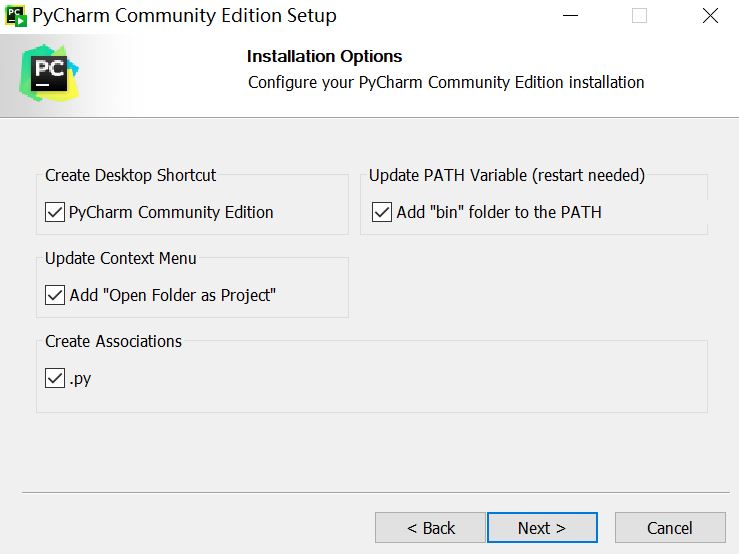 PyCharm Community Edition Setup
PC
Installation Options
Configure your PyCharm Community Edition installation
Create Desktop Shortcut
PyCharm Community Edition
Update PATH Variable (restart needed)
Add "bin" folder to the PATH
Update Context Menu
Add "Open Folder as Project"
Create Associations
.py
< Back
Next >
Cancel